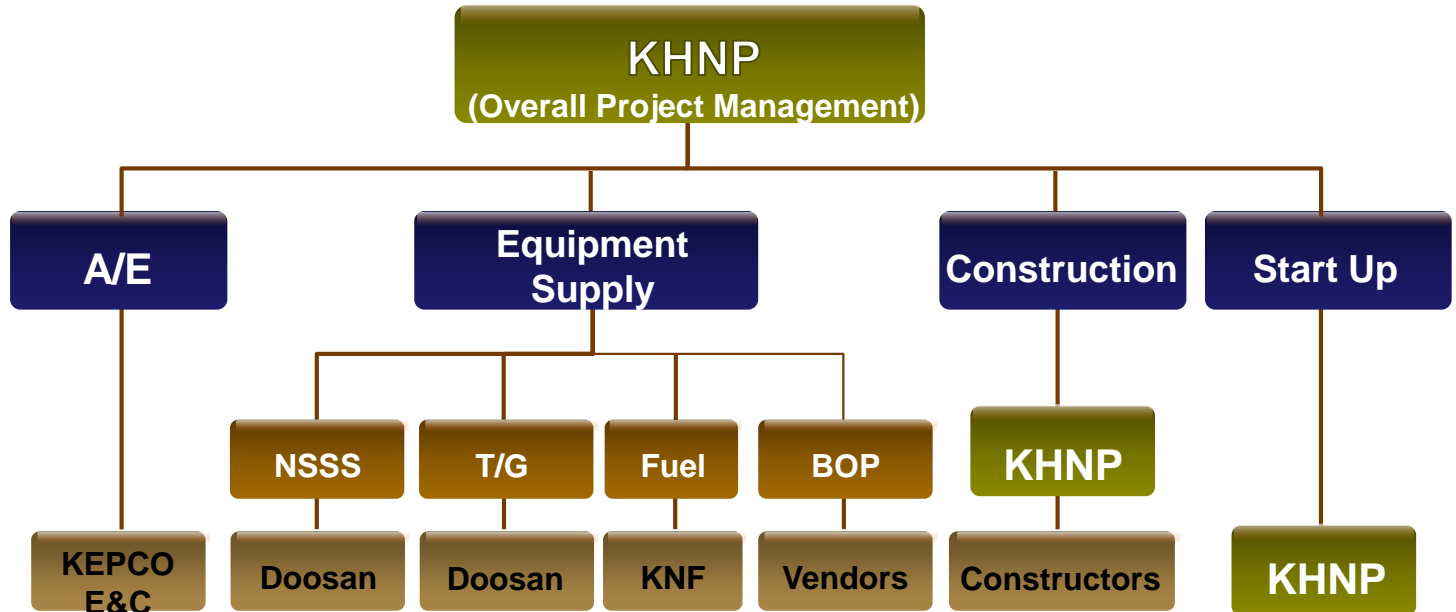 KHNP
(Overall Project Management)
A/E
Equipment
Supply
Construction
Start Up
NSSS
T/G
Fuel
BOP
KHNP
KEPCO
E&C
Doosan
Doosan
KNF
Vendors
Constructors
KHNP